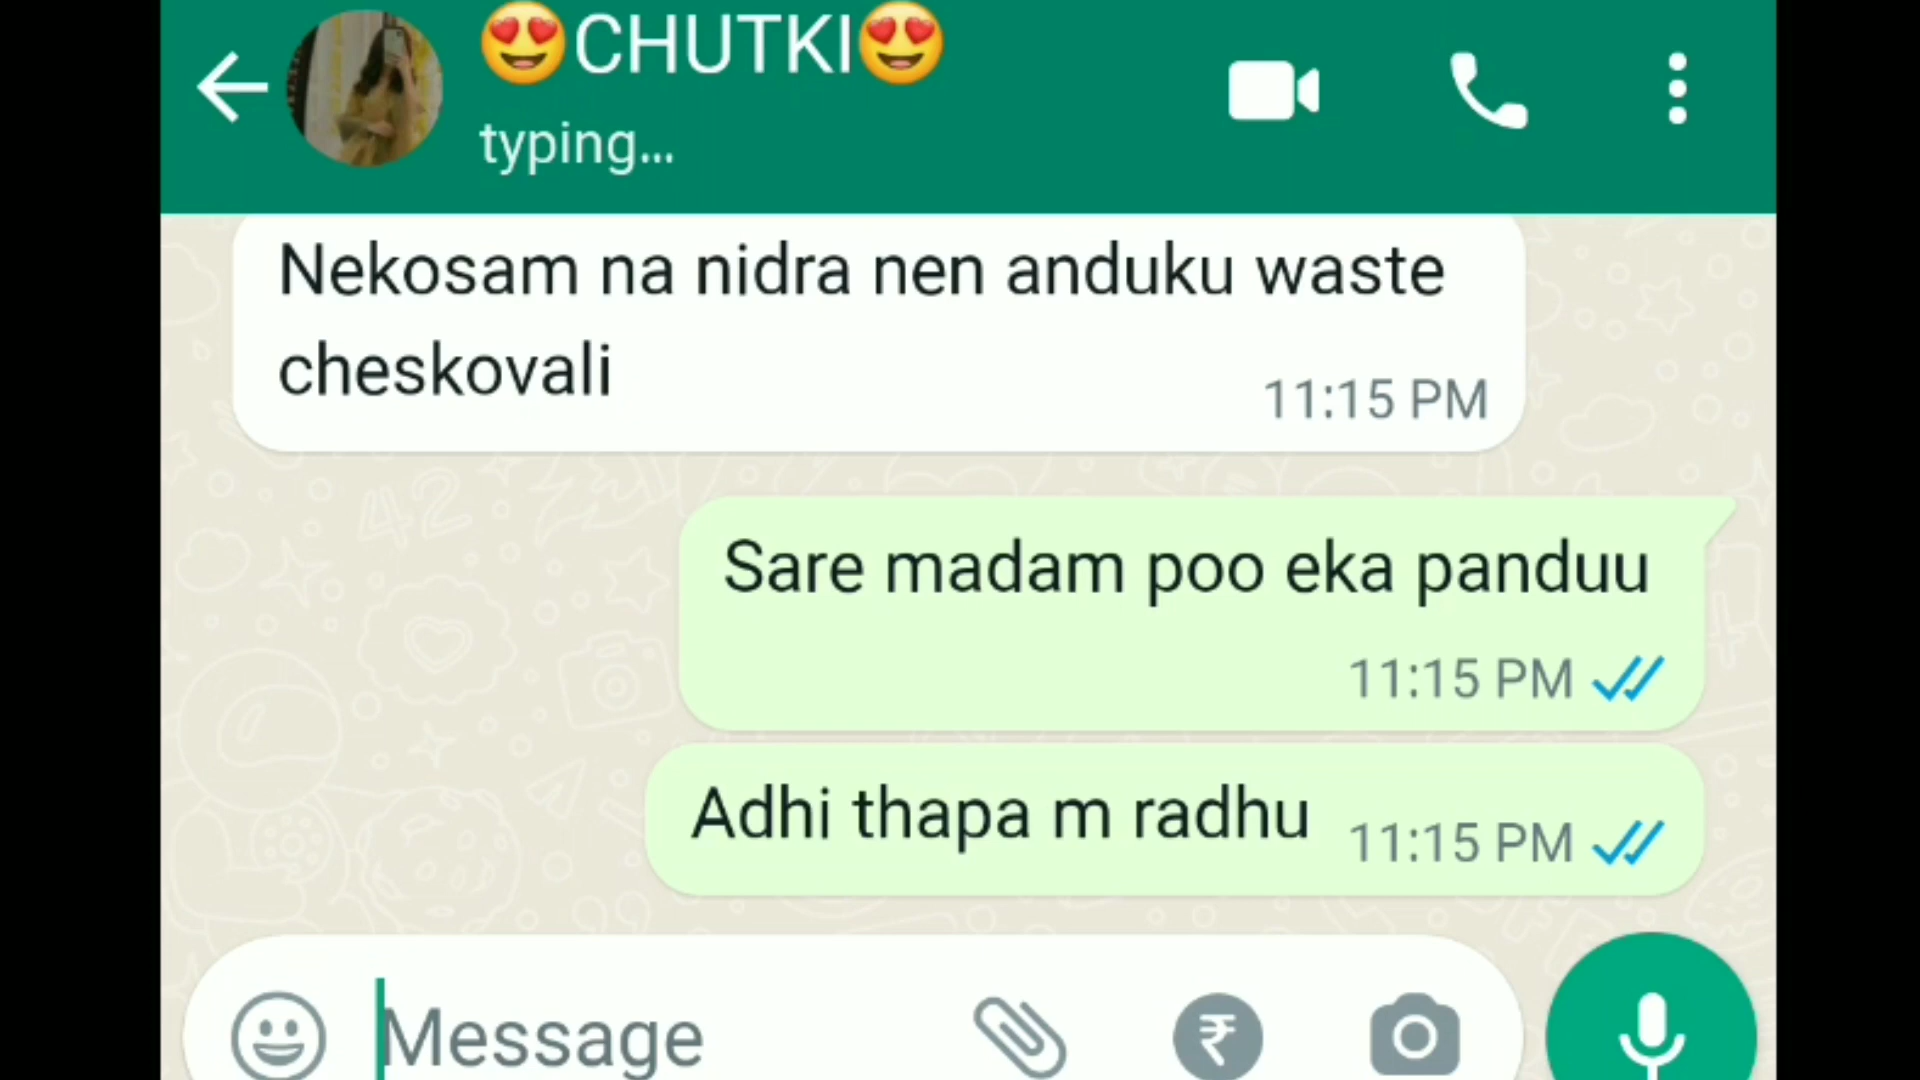 😍CHUTKI😍
typing...
Nekosam na nidra nen anduku waste
cheskovali
11:15 PM
Sare madam poo eka panduu
11:15 PM
Adhi thapa m radhu 11:15 PM
Message